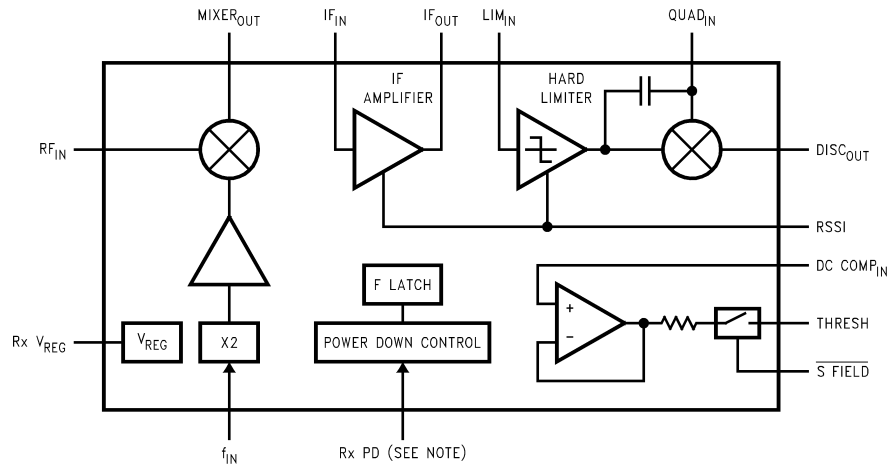 MIXER_OUT
IF_IN
IF_OUT
LIM_IN
QUAD_IN
IF
AMPLIFIER
HARD
LIMITER
RF_IN
DISC_OUT
RSSI
F LATCH
DC COMP_IN
+
−
Rx V_REG
V_REG
X2
POWER DOWN CONTROL
THRESH
S FIELD
f_IN
Rx PD (SEE NOTE)